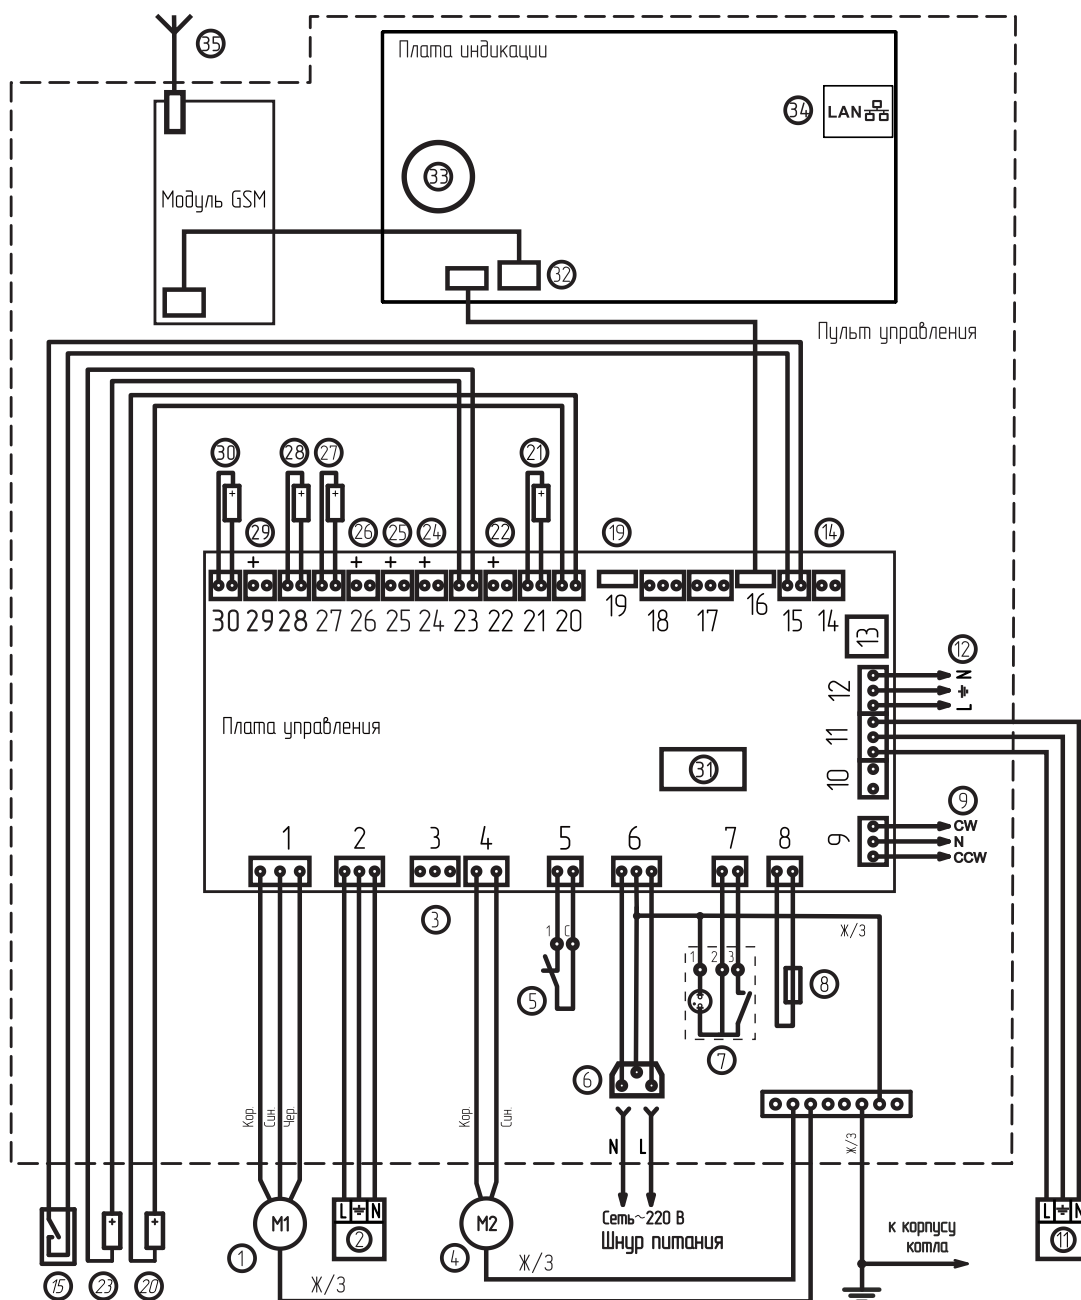 35
Плата индикации
34
LAN
33
Модуль GSM
32
Пульт управления
30
28
27
21
29
26
25
24
22
19
14
+ + + + +
30 29 28 27 26 25 24 23 22 21 20 19 18 17 16 15 14
13
12
12
N
L
Плата управления
11
31
10
9
9
CW
N
CCW
1 2 3 4 5 6 7 8
3
Ж/З
1 С
1 2 3
5
8
7
6
Кор.
Син.
Чер.
Кор.
Син.
N L
Ж/З
M1
L N
2
M2
Сеть~220 В
Шнур питания
к корпусу
котла
L N
11
1
4
Ж/З
Ж/З
15
23
20